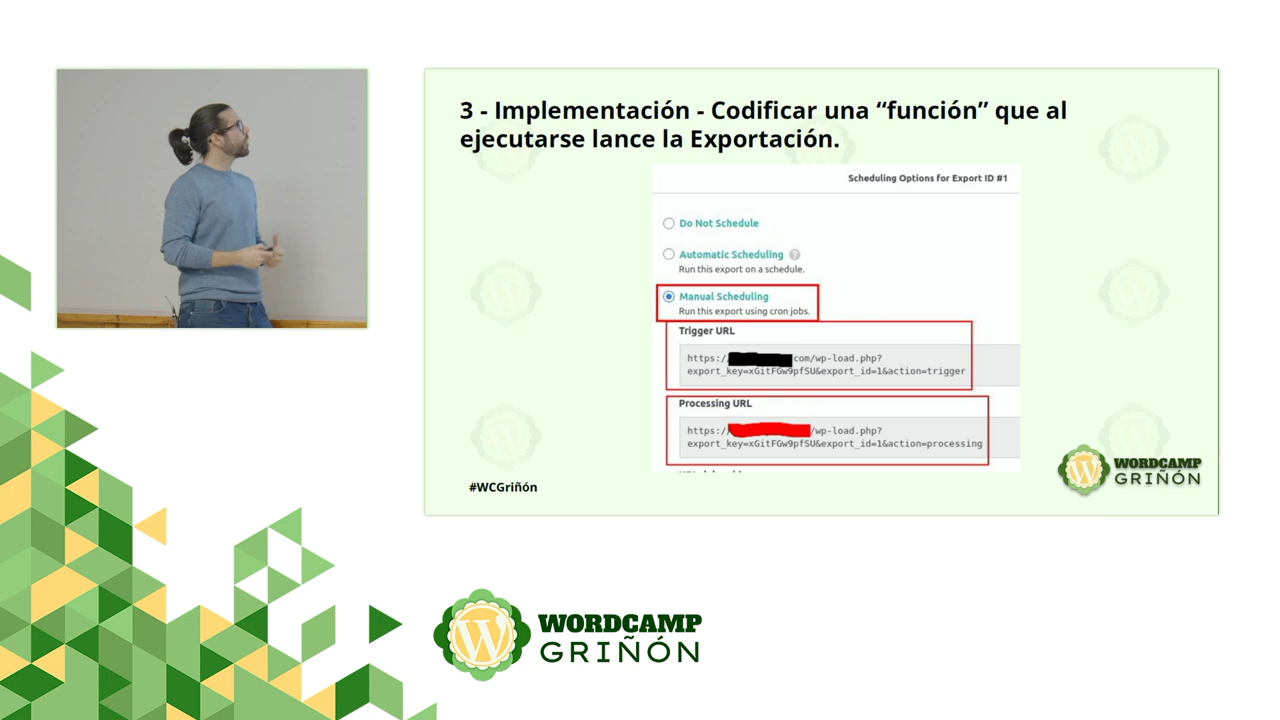 3 - Implementación - Codificar una “función” que al
ejecutarse lance la Exportación.
Scheduling Options for Export ID #1
Do Not Schedule
Automatic Scheduling ?
Run this export on a schedule.
Manual Scheduling
Run this export using cron jobs.
Trigger URL
https:/ com/wp-load.php?
export_key=xGitFGw9pfSU&export_id=1&action=trigger
Processing URL
https:/ /wp-load.php?
export_key=xGitFGw9pfSU&export_id=1&action=processing
#WCGriñón
WORDCAMP
GRIÑÓN
WORDCAMP
GRIÑÓN